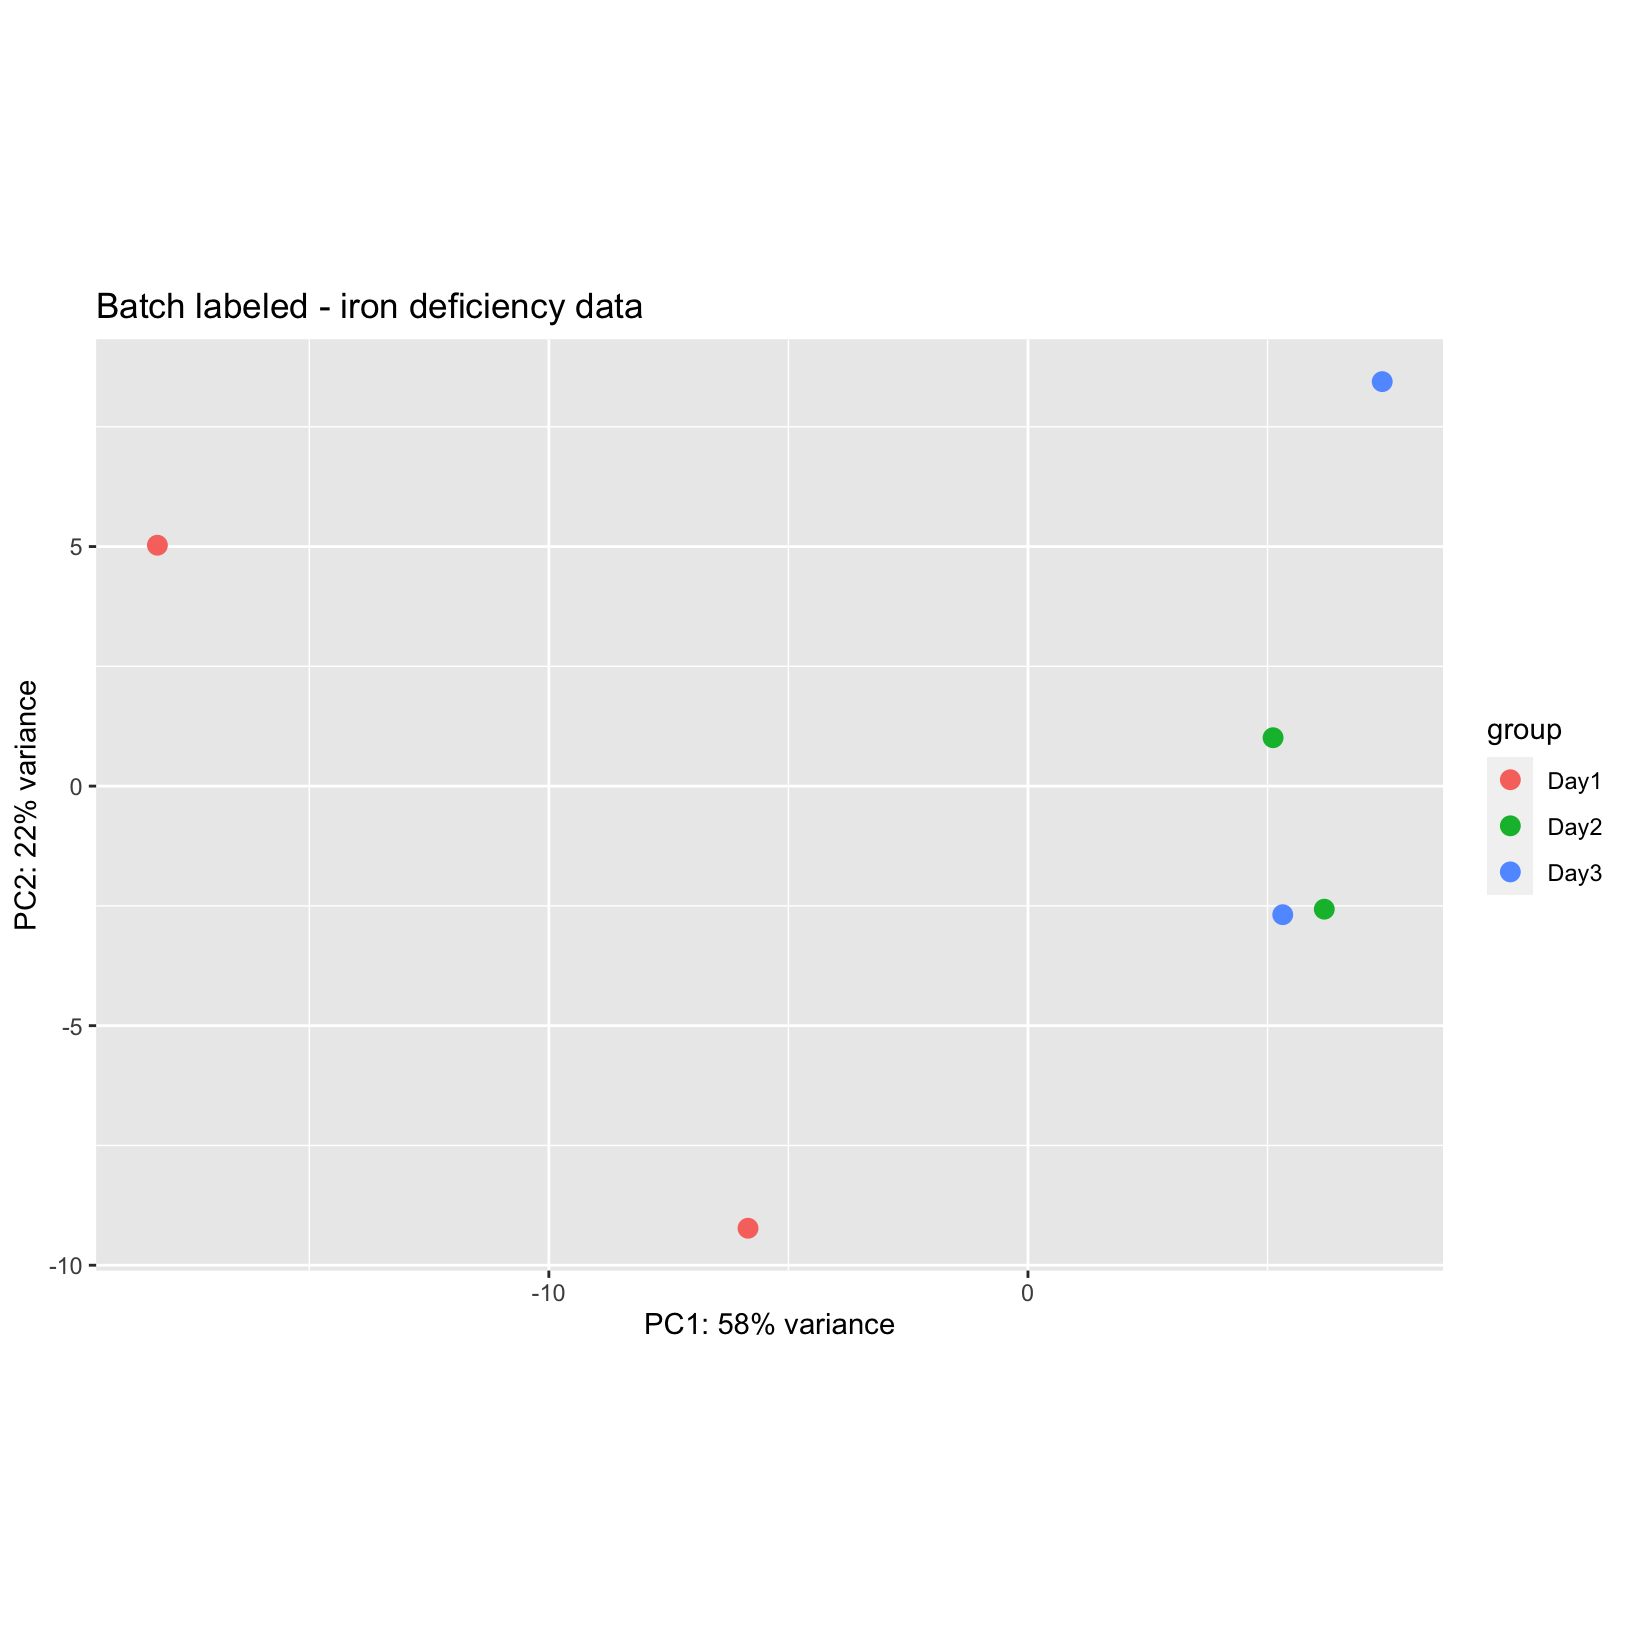 Batch labeled - iron deficiency data
PC2: 22% variance
5
0
-5
-10
-10
0
PC1: 58% variance
group
Day1
Day2
Day3